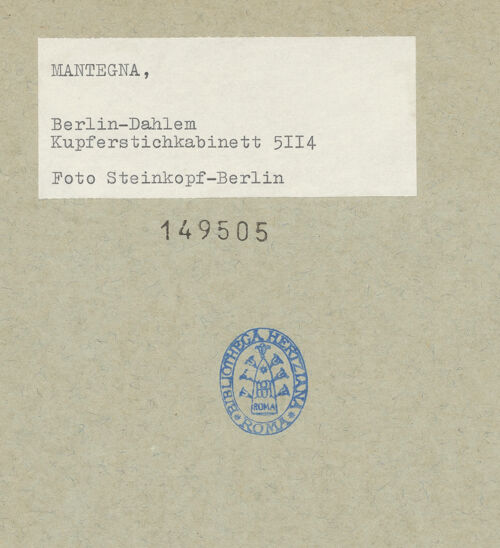 MANTEGNA,
Berlin-Dahlem
Kupferstichkabinett 5II4
Foto Steinkopf-Berlin
149505
BIBLIOTHECA HERTZIANA
ROMA
ROMA